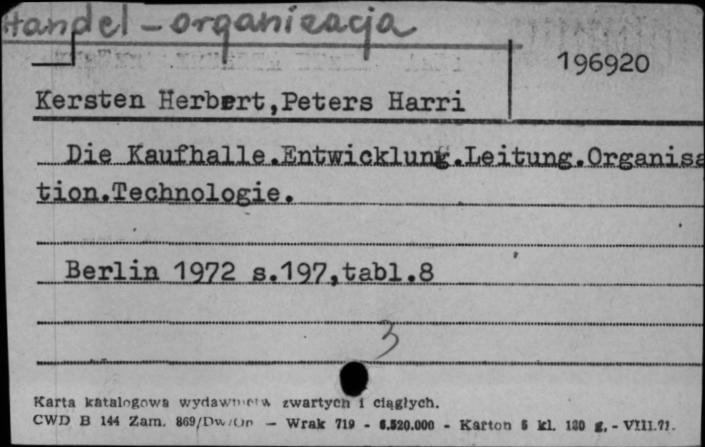 Handel - organizacja
196920
Kersten Herbert,Peters Harri
Die Kaufhalle.Entwicklung.Leitung.Organisa
tion.Technologie.
Berlin 1972 s.197,tabl.8
3
Karta katalogowa wydawnictw zwartych i ciągłych.
CWD B 144 Zam. 869/Dw/On — Wrak 719 - 6.520.000 - Karton 5 kl. 180 g. - VIII.71.